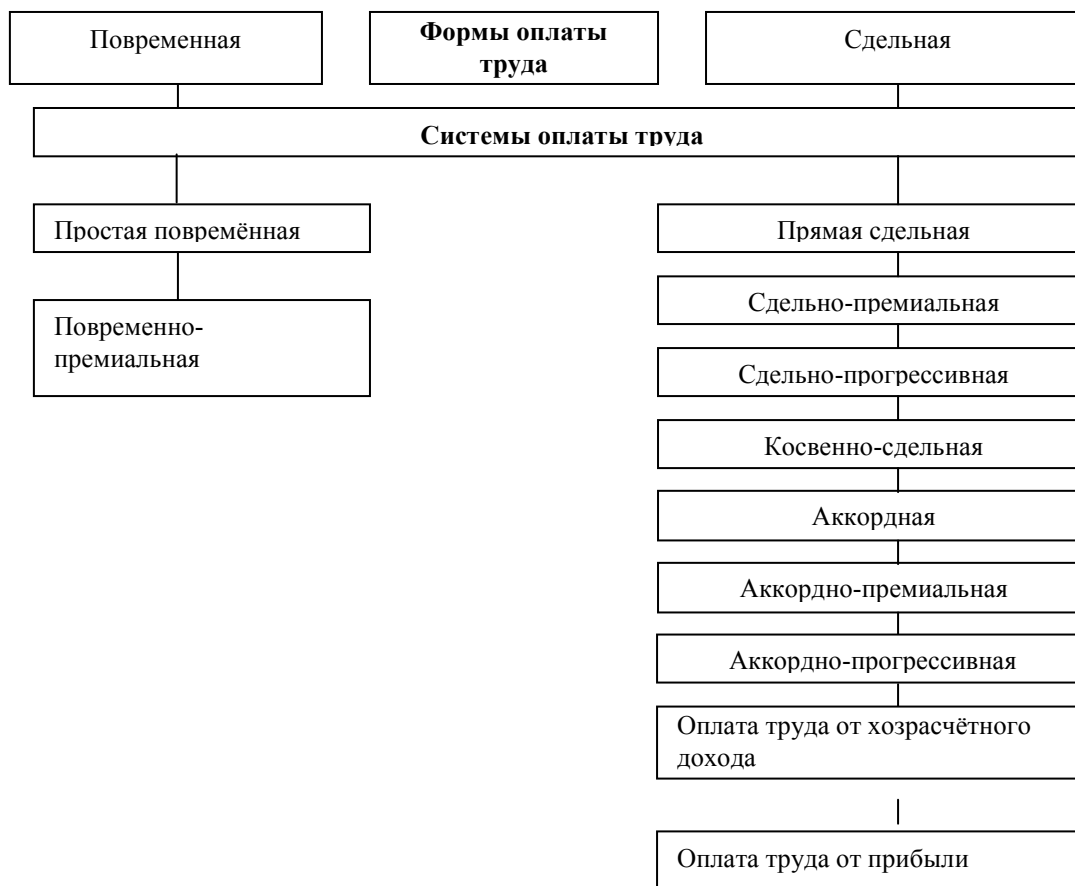 Повременная
Формы оплаты
труда
Сдельная
Системы оплаты труда
Простая повремённая
Прямая сдельная
Повременно-
премиальная
Сдельно-премиальная
Сдельно-прогрессивная
Косвенно-сдельная
Аккордная
Аккордно-премиальная
Аккордно-прогрессивная
Оплата труда от хозрасчётного
дохода
Оплата труда от прибыли